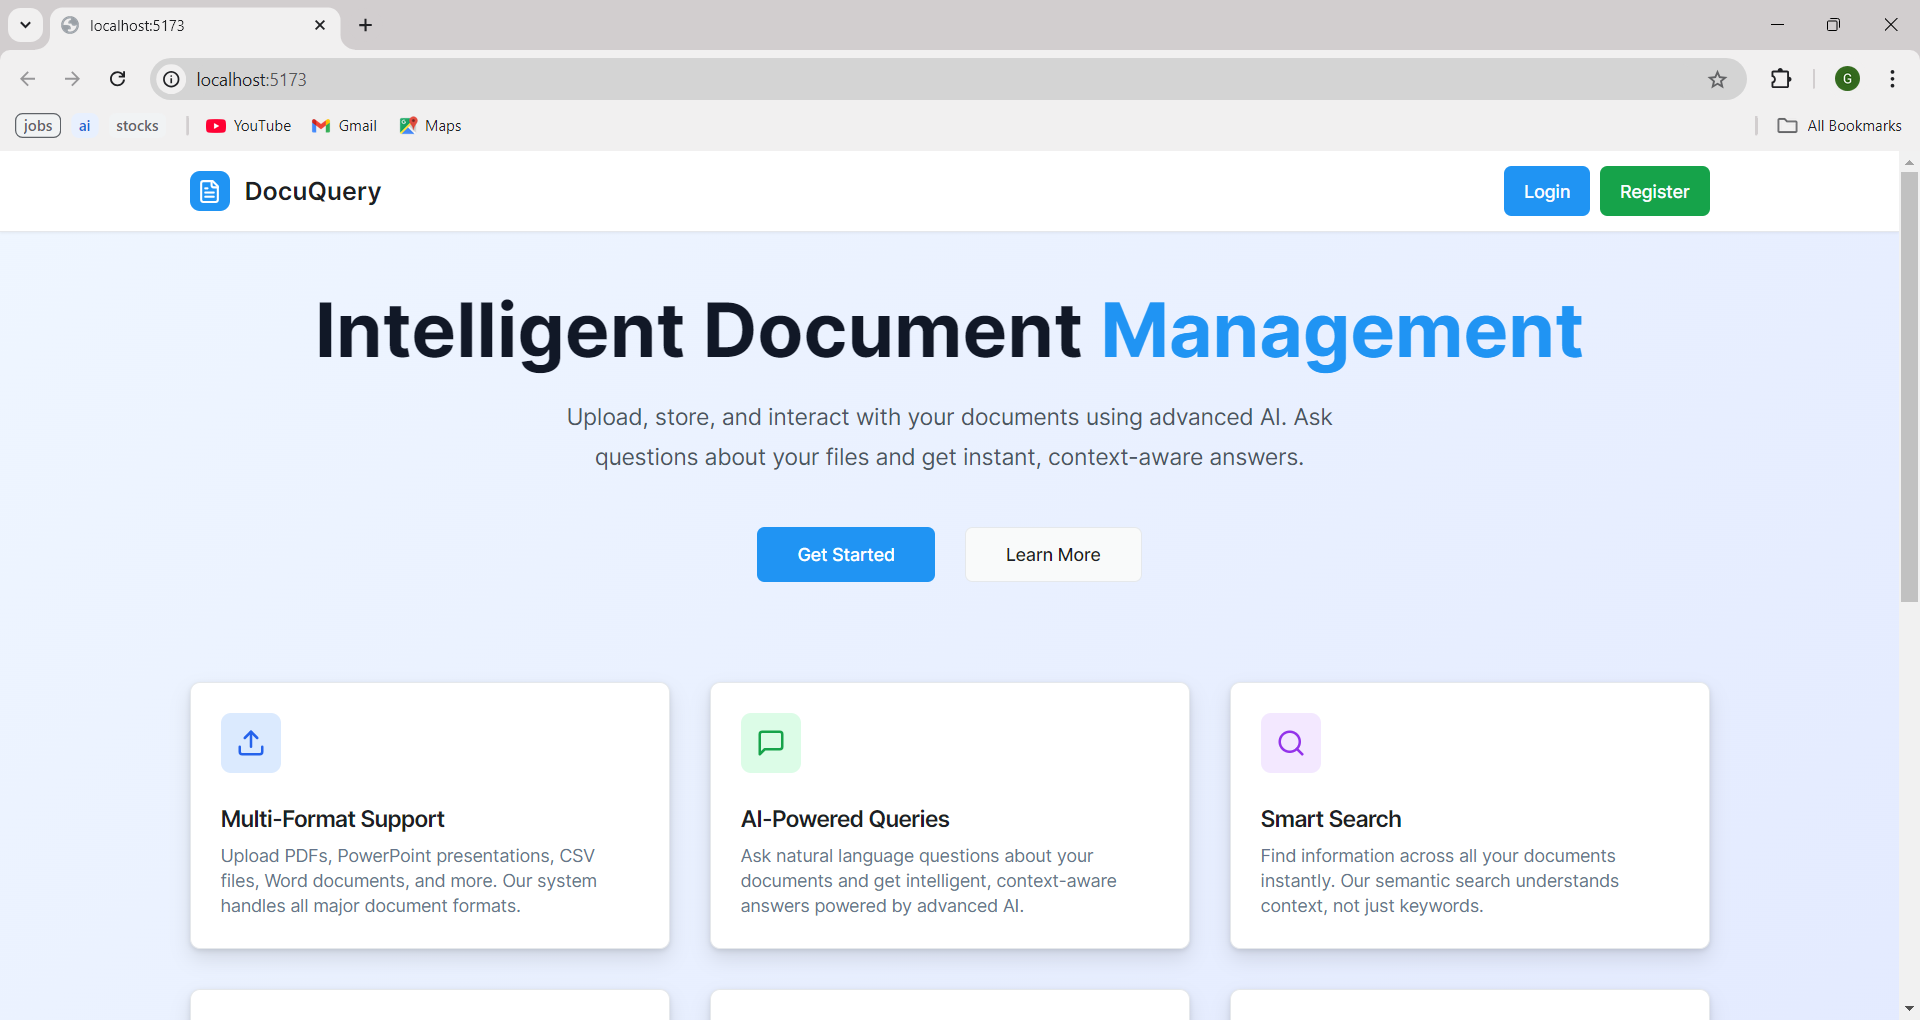 localhost:5173
localhost:5173
G
jobs ai stocks YouTube Gmail Maps All Bookmarks
DocuQuery Login Register
Intelligent Document Management
Upload, store, and interact with your documents using advanced AI. Ask
questions about your files and get instant, context-aware answers.
Get Started Learn More
Multi-Format Support
Upload PDFs, PowerPoint presentations, CSV
files, Word documents, and more. Our system
handles all major document formats.
AI-Powered Queries
Ask natural language questions about your
documents and get intelligent, context-aware
answers powered by advanced AI.
Smart Search
Find information across all your documents
instantly. Our semantic search understands
context, not just keywords.